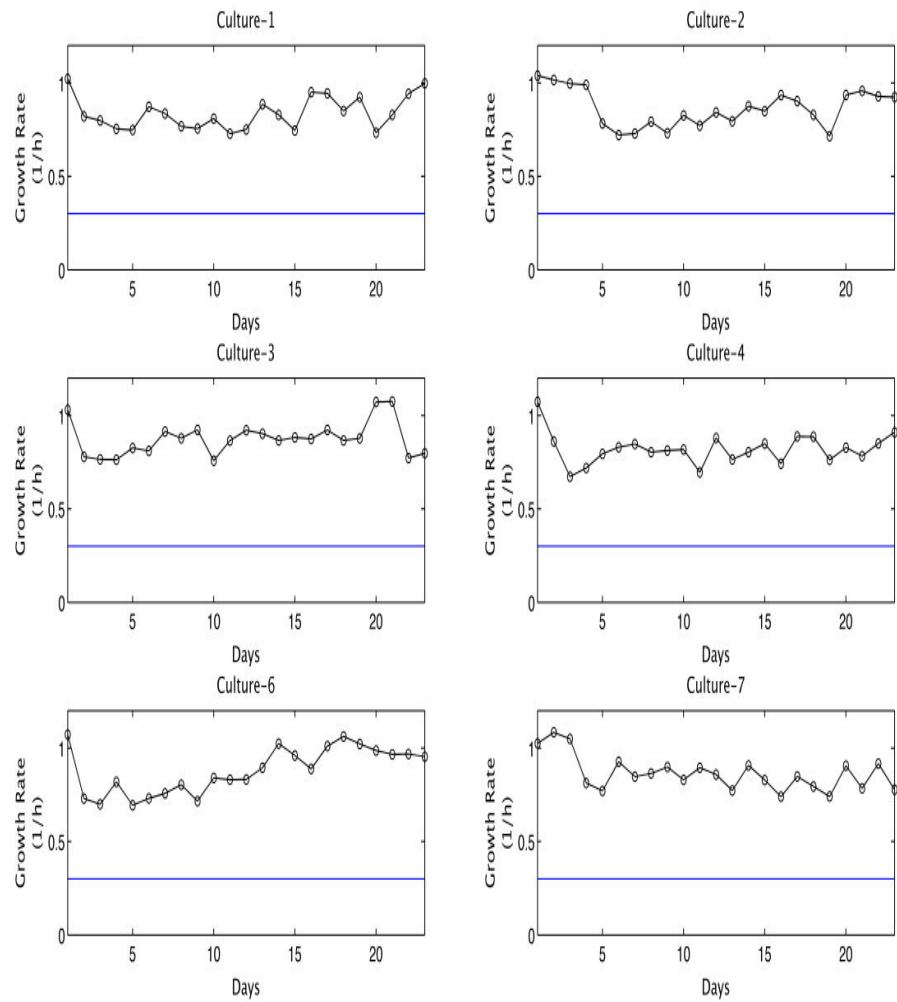 Culture-1
Growth Rate
(1/h)
1
0.5
0
5 10 15 20
Days
Culture-2
Growth Rate
(1/h)
1
0.5
0
5 10 15 20
Days
Culture-3
Growth Rate
(1/h)
1
0.5
0
5 10 15 20
Days
Culture-4
Growth Rate
(1/h)
1
0.5
0
5 10 15 20
Days
Culture-6
Growth Rate
(1/h)
1
0.5
0
5 10 15 20
Days
Culture-7
Growth Rate
(1/h)
1
0.5
0
5 10 15 20
Days